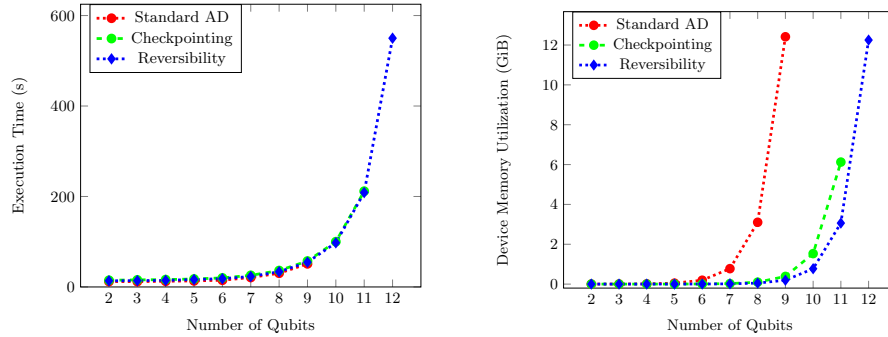 Execution Time (s)
600
400
200
0
Standard AD
Checkpointing
Reversibility
2 3 4 5 6 7 8 9 10 11 12
Number of Qubits
Device Memory Utilization (GiB)
12
10
8
6
4
2
0
Standard AD
Checkpointing
Reversibility
2 3 4 5 6 7 8 9 10 11 12
Number of Qubits